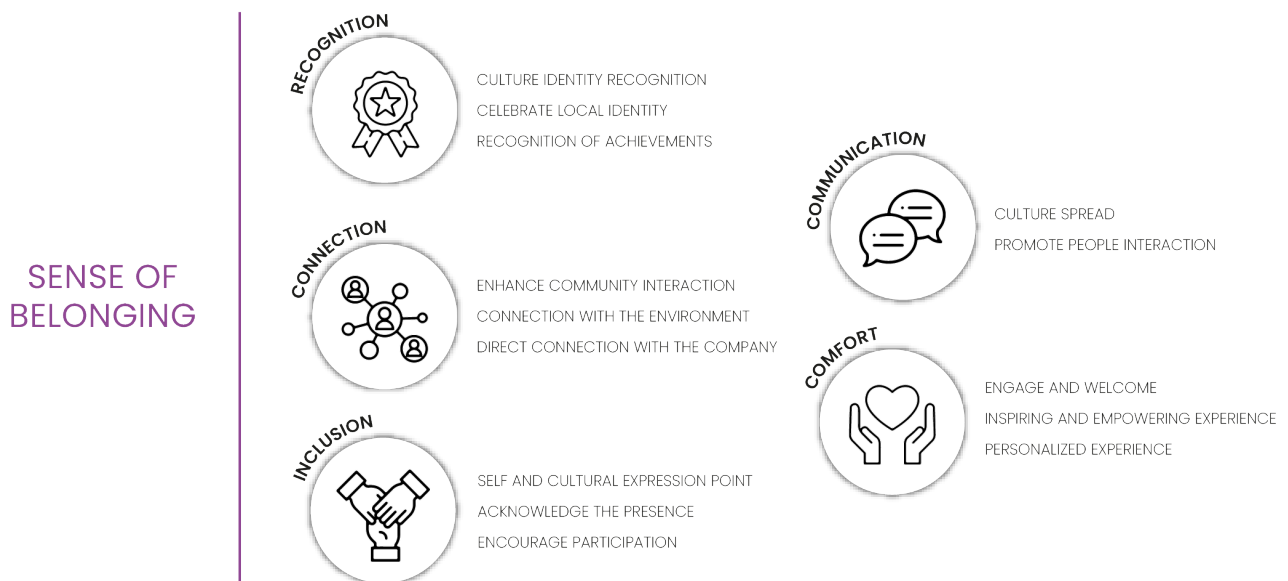 SENSE OF
BELONGING
RECOGNITION
CULTURE IDENTITY RECOGNITION
CELEBRATE LOCAL IDENTITY
RECOGNITION OF ACHIEVEMENTS
CONNECTION
ENHANCE COMMUNITY INTERACTION
CONNECTION WITH THE ENVIRONMENT
DIRECT CONNECTION WITH THE COMPANY
INCLUSION
SELF AND CULTURAL EXPRESSION POINT
ACKNOWLEDGE THE PRESENCE
ENCOURAGE PARTICIPATION
COMMUNICATION
CULTURE SPREAD
PROMOTE PEOPLE INTERACTION
COMFORT
ENGAGE AND WELCOME
INSPIRING AND EMPOWERING EXPERIENCE
PERSONALIZED EXPERIENCE